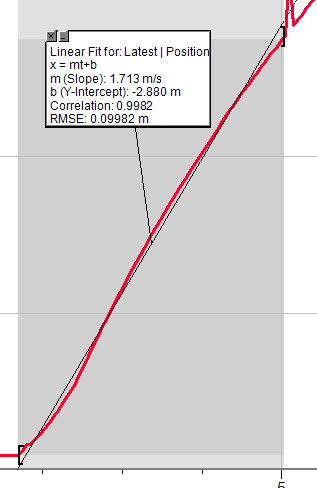 Linear Fit for: Latest | Position
x = mt+b
m (Slope): 1.713 m/s
b (Y-Intercept): -2.880 m
Correlation: 0.9982
RMSE: 0.09982 m
5